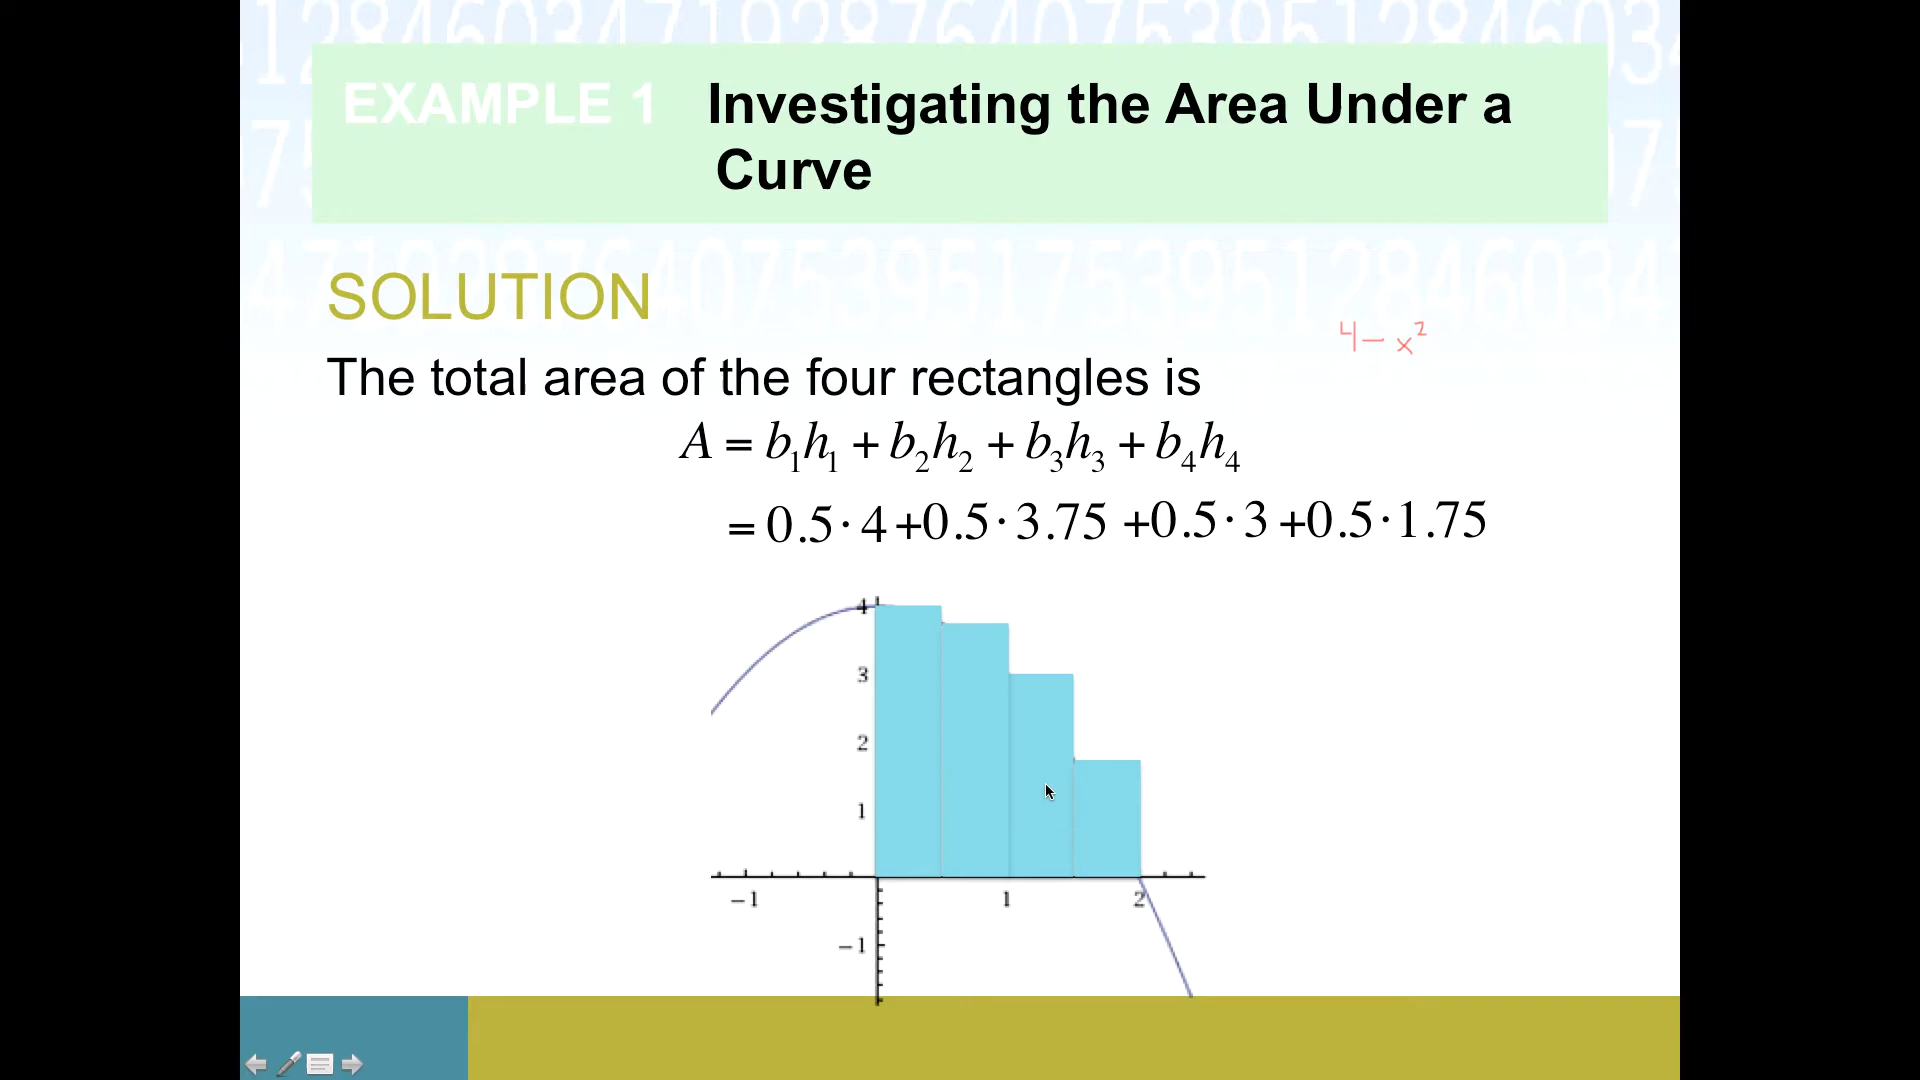 EXAMPLE 1 Investigating the Area Under a
Curve
SOLUTION
4 - x²
The total area of the four rectangles is
A = b₁h₁ + b₂h₂ + b₃h₃ + b₄h₄
= 0.5 · 4 +0.5 · 3.75 +0.5 · 3 +0.5 · 1.75
4
3
2
1
−1 1 2
−1